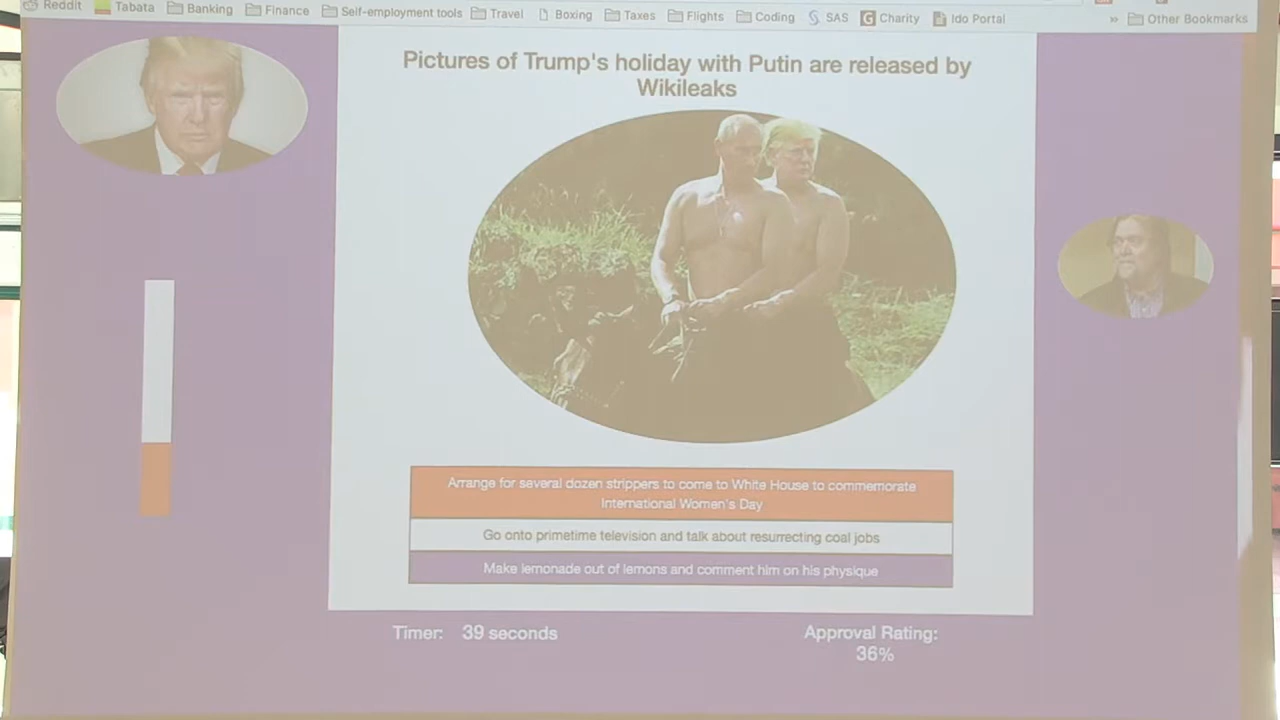 Reddit Tabata Banking Finance Self-employment tools Travel Boxing Taxes Flights Coding SAS Charity Ido Portal » Other Bookmarks
Pictures of Trump's holiday with Putin are released by
Wikileaks
Arrange for several dozen strippers to come to White House to commemorate
International Women's Day
Go onto primetime television and talk about resurrecting coal jobs
Make lemonade out of lemons and comment him on his physique
Timer: 39 seconds
Approval Rating:
36%